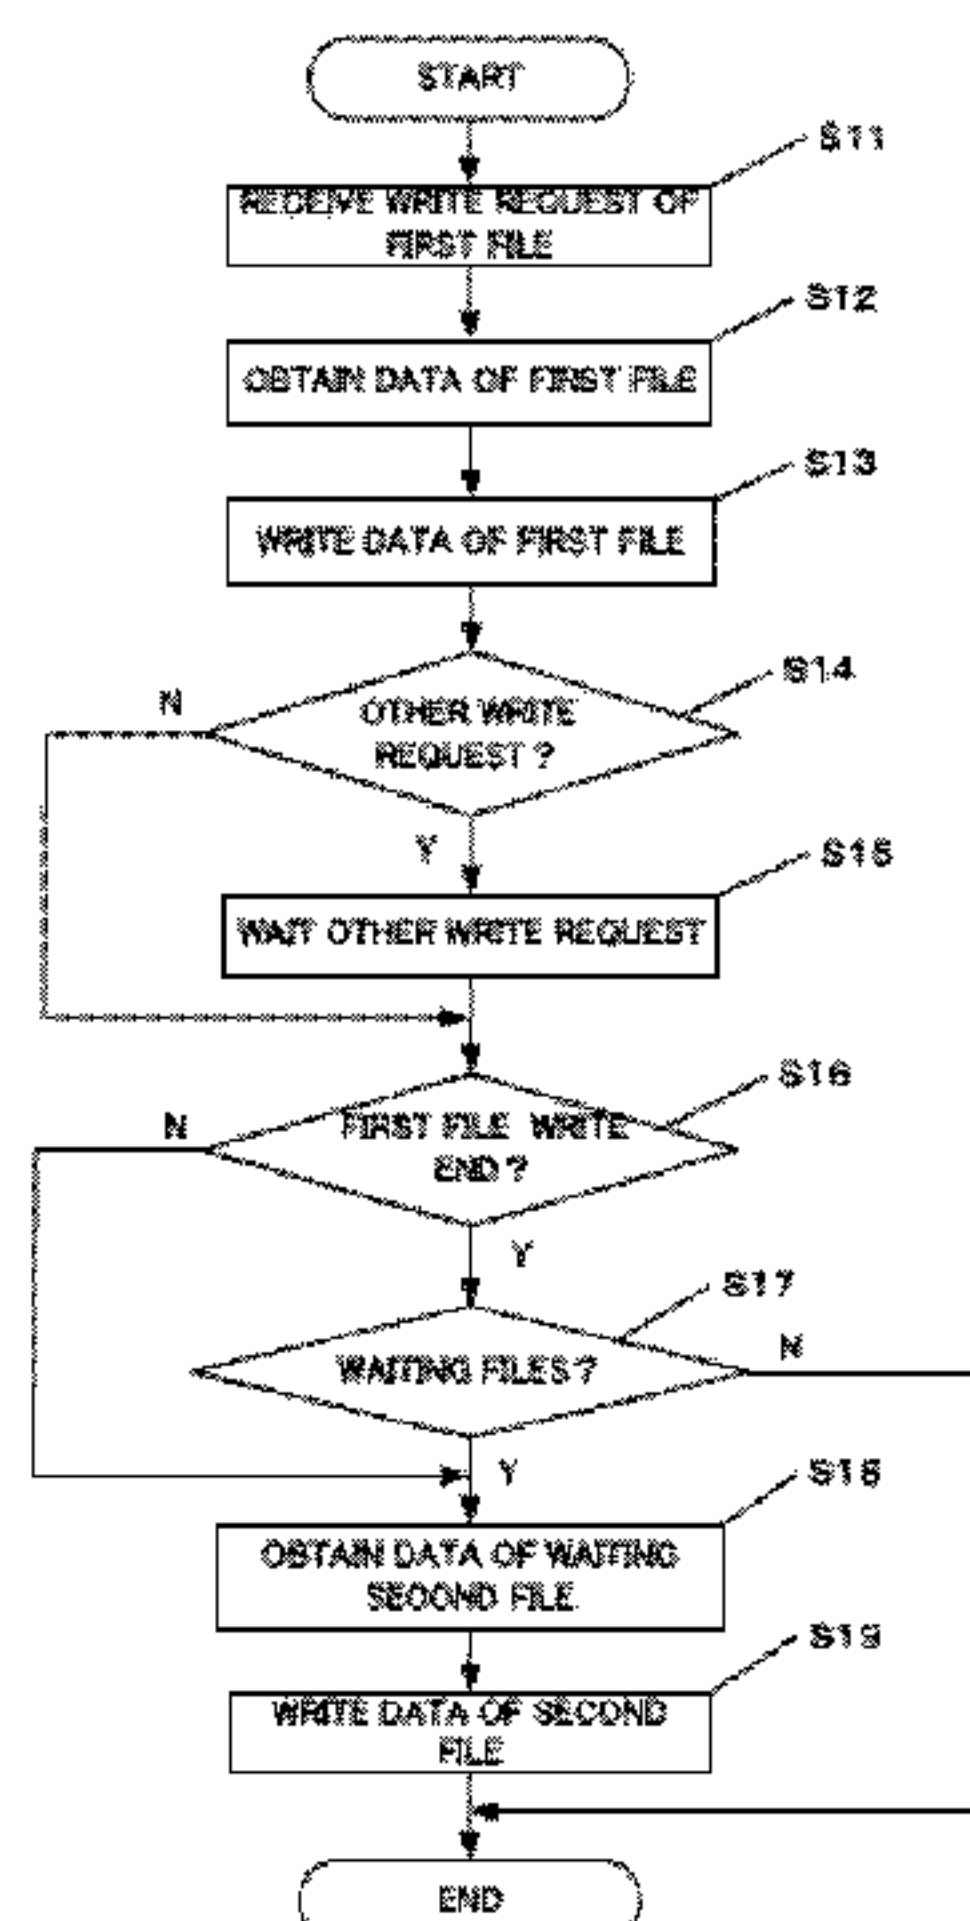 START
S11
RECEIVE WRITE REQUEST OF
FIRST FILE
S12
OBTAIN DATA OF FIRST FILE
S13
WRITE DATA OF FIRST FILE
S14
N
OTHER WRITE
REQUEST ?
Y
S15
WAIT OTHER WRITE REQUEST
S16
N
FIRST FILE WRITE
END ?
Y
S17
N
WAITING FILES ?
Y
S18
OBTAIN DATA OF WAITING
SECOND FILE
S19
WRITE DATA OF SECOND
FILE
END